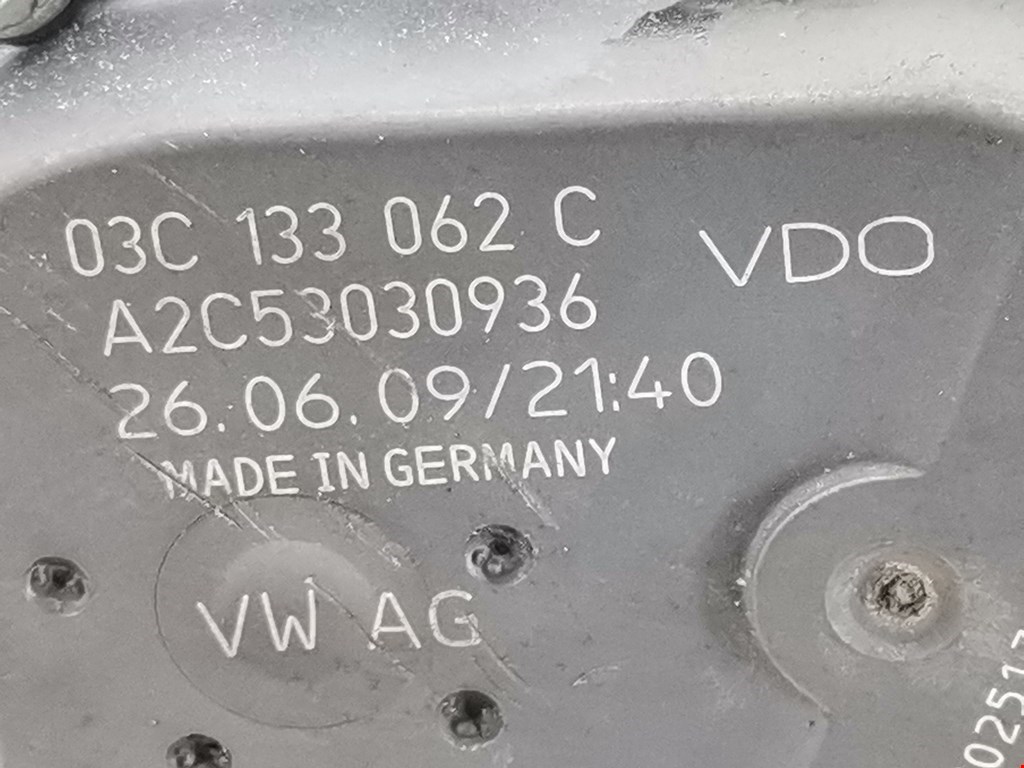 03C 133 062 C
VDO
A2C53030936
26.06.09/21:40
MADE IN GERMANY
VW AG